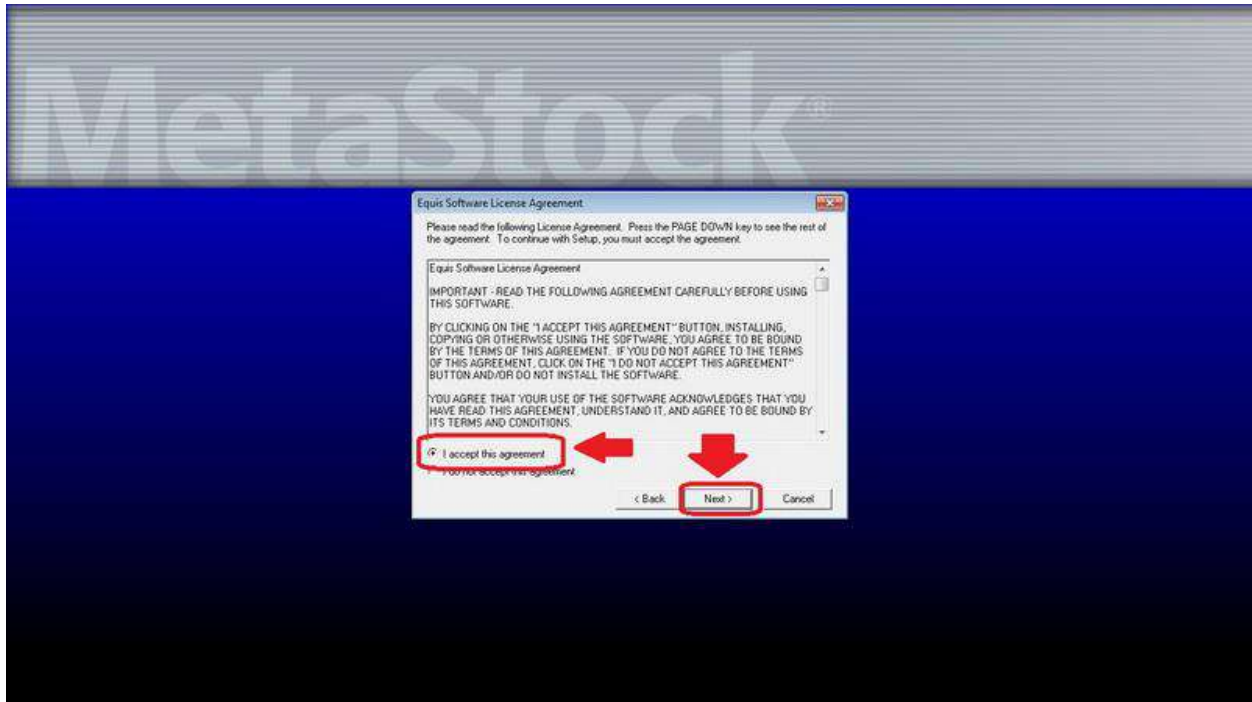 MetaStock®
Equis Software License Agreement
Please read the following License Agreement. Press the PAGE DOWN key to see the rest of
the agreement. To continue with Setup, you must accept the agreement.
Equis Software License Agreement
IMPORTANT - READ THE FOLLOWING AGREEMENT CAREFULLY BEFORE USING
THIS SOFTWARE.
BY CLICKING ON THE "I ACCEPT THIS AGREEMENT" BUTTON, INSTALLING,
COPYING OR OTHERWISE USING THE SOFTWARE, YOU AGREE TO BE BOUND
BY THE TERMS OF THIS AGREEMENT. IF YOU DO NOT AGREE TO THE TERMS
OF THIS AGREEMENT, CLICK ON THE "I DO NOT ACCEPT THIS AGREEMENT"
BUTTON AND/OR DO NOT INSTALL THE SOFTWARE.
YOU AGREE THAT YOUR USE OF THE SOFTWARE ACKNOWLEDGES THAT YOU
HAVE READ THIS AGREEMENT, UNDERSTAND IT, AND AGREE TO BE BOUND BY
ITS TERMS AND CONDITIONS.
I accept this agreement
I do not accept this agreement
< Back
Next >
Cancel